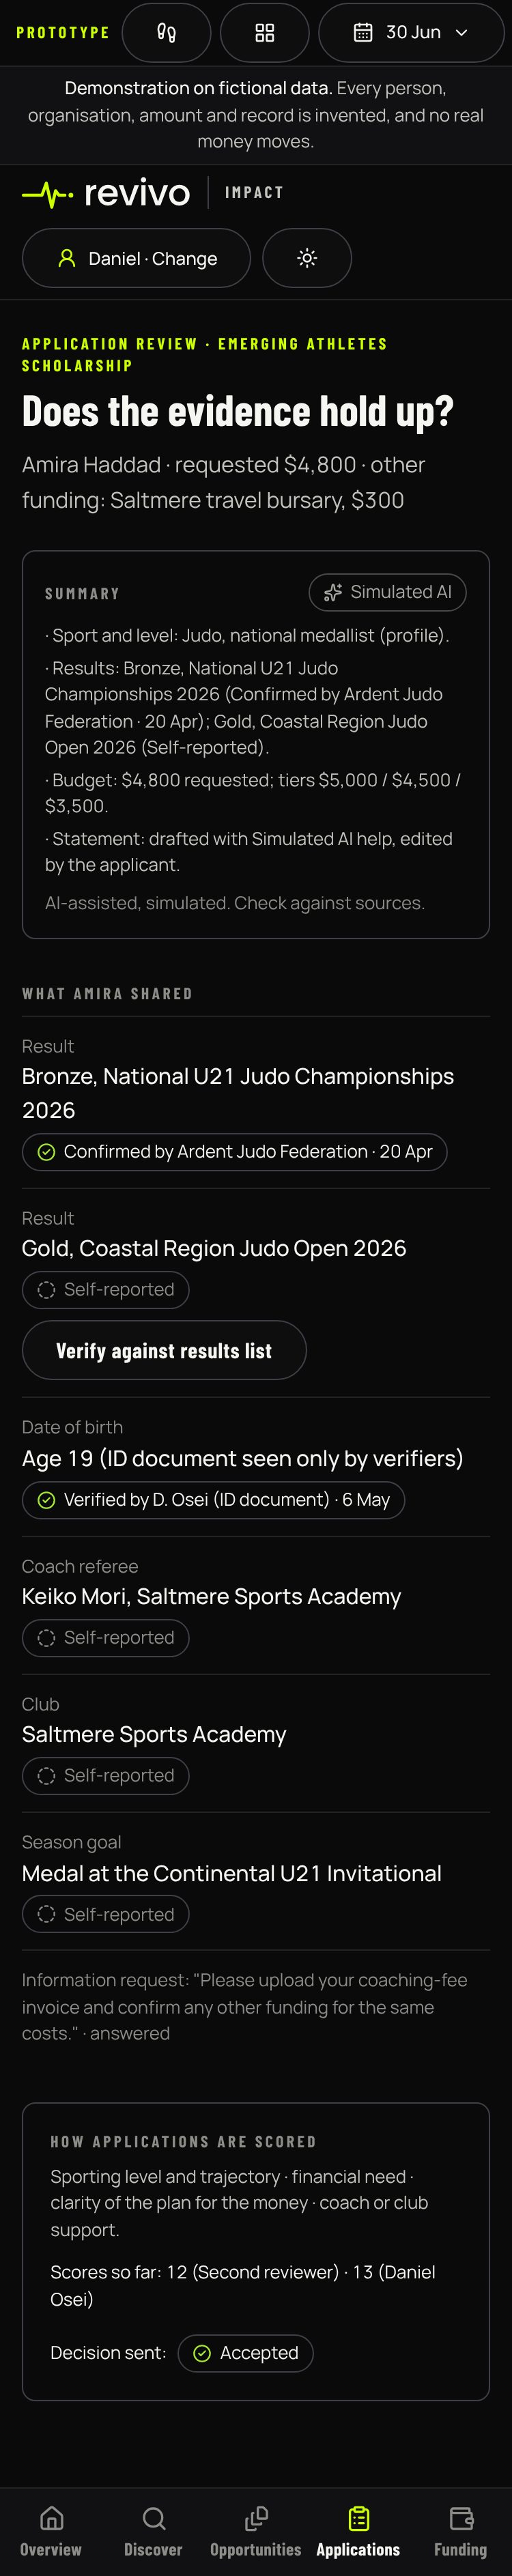 PROTOTYPE
30 Jun
Demonstration on fictional data. Every person,
organisation, amount and record is invented, and no real
money moves.
revivo
IMPACT
Daniel · Change
APPLICATION REVIEW · EMERGING ATHLETES
SCHOLARSHIP
Does the evidence hold up?
Amira Haddad · requested $4,800 · other
funding: Saltmere travel bursary, $300
SUMMARY
Simulated AI
· Sport and level: Judo, national medallist (profile).
· Results: Bronze, National U21 Judo
Championships 2026 (Confirmed by Ardent Judo
Federation · 20 Apr); Gold, Coastal Region Judo
Open 2026 (Self-reported).
· Budget: $4,800 requested; tiers $5,000 / $4,500 /
$3,500.
· Statement: drafted with Simulated AI help, edited
by the applicant.
AI-assisted, simulated. Check against sources.
WHAT AMIRA SHARED
Result
Bronze, National U21 Judo Championships
2026
Confirmed by Ardent Judo Federation · 20 Apr
Result
Gold, Coastal Region Judo Open 2026
Self-reported
Verify against results list
Date of birth
Age 19 (ID document seen only by verifiers)
Verified by D. Osei (ID document) · 6 May
Coach referee
Keiko Mori, Saltmere Sports Academy
Self-reported
Club
Saltmere Sports Academy
Self-reported
Season goal
Medal at the Continental U21 Invitational
Self-reported
Information request: "Please upload your coaching-fee
invoice and confirm any other funding for the same
costs." · answered
HOW APPLICATIONS ARE SCORED
Sporting level and trajectory · financial need ·
clarity of the plan for the money · coach or club
support.
Scores so far: 12 (Second reviewer) · 13 (Daniel
Osei)
Decision sent: Accepted
Overview
Discover
Opportunities
Applications
Funding